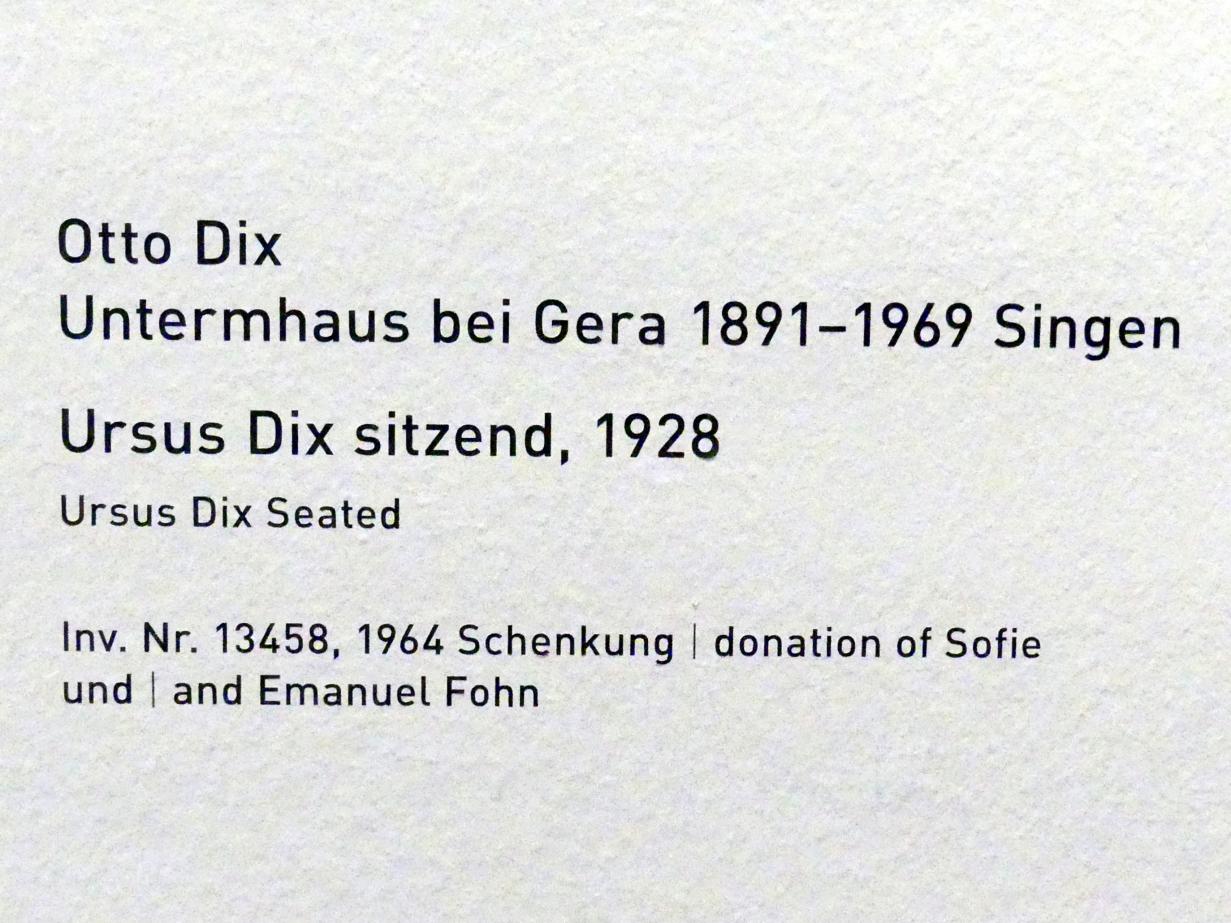 Otto Dix
Untermhaus bei Gera 1891–1969 Singen
Ursus Dix sitzend, 1928
Ursus Dix Seated
Inv. Nr. 13458, 1964 Schenkung | donation of Sofie
und | and Emanuel Fohn